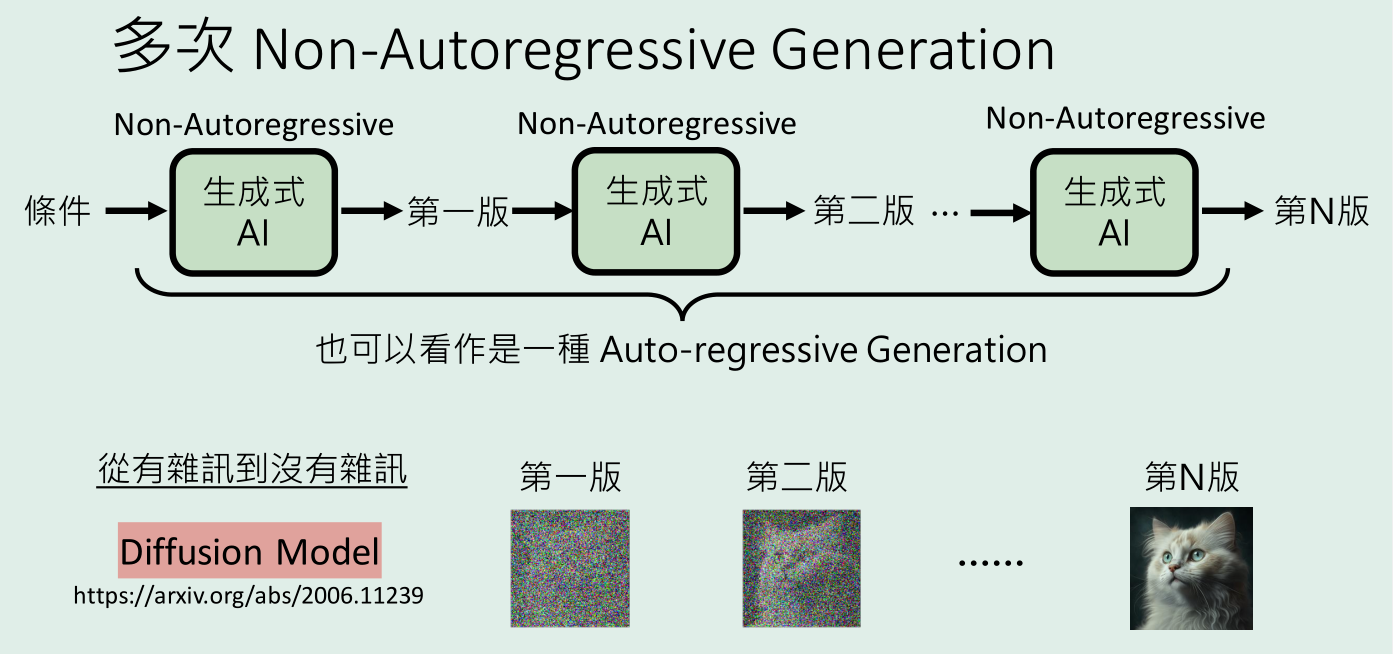 多次 Non-Autoregressive Generation
Non-Autoregressive
Non-Autoregressive
Non-Autoregressive
條件
生成式
AI
第一版
生成式
AI
第二版
...
生成式
AI
第N版
也可以看作是一種 Auto-regressive Generation
從有雜訊到沒有雜訊
第一版
第二版
第N版
Diffusion Model
......
https://arxiv.org/abs/2006.11239